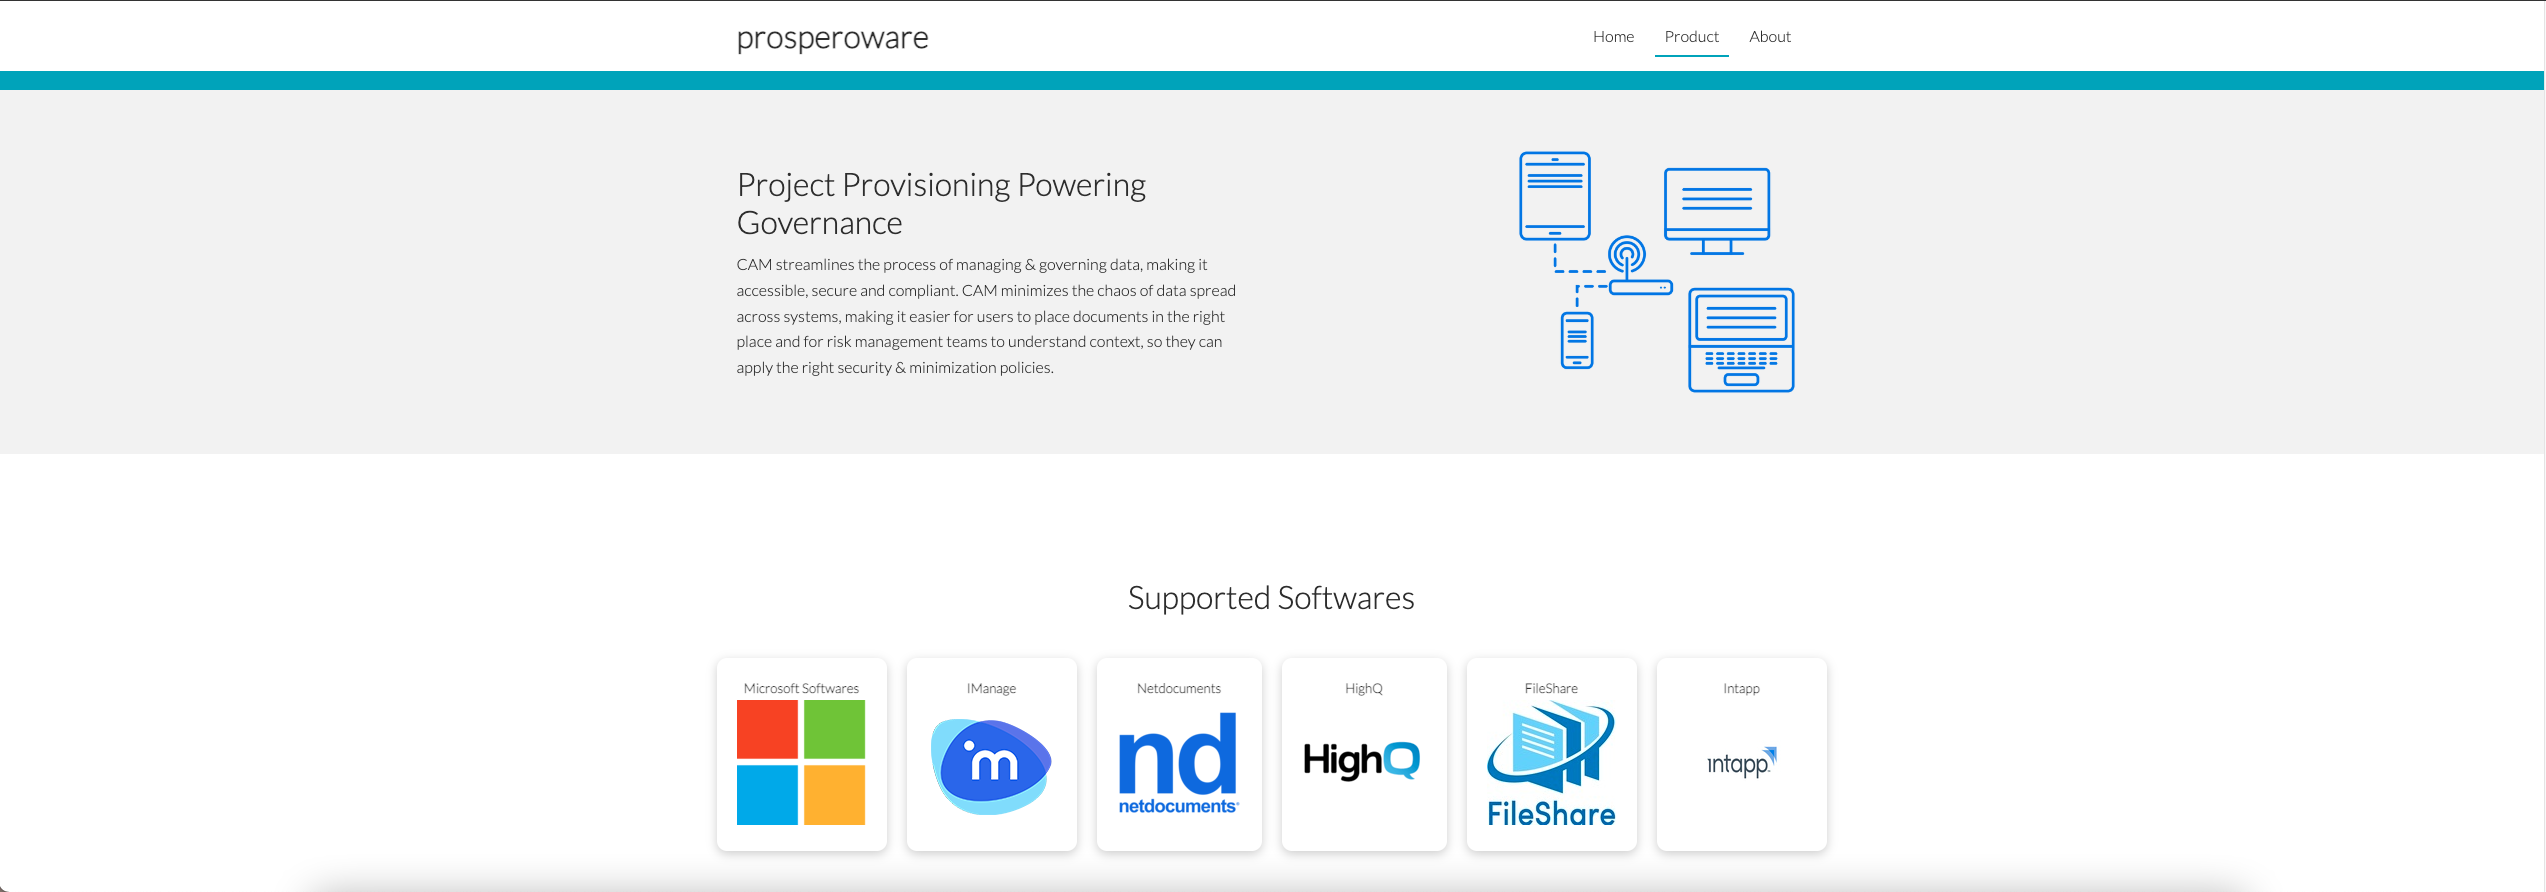 prosperoware
Home Product About
Project Provisioning Powering
Governance
CAM streamlines the process of managing & governing data, making it
accessible, secure and compliant. CAM minimizes the chaos of data spread
across systems, making it easier for users to place documents in the right
place and for risk management teams to understand context, so they can
apply the right security & minimization policies.
Supported Softwares
Microsoft Softwares
IManage
im
Netdocuments
nd
netdocuments
HighQ
HighQ
FileShare
FileShare
Intapp
intapp